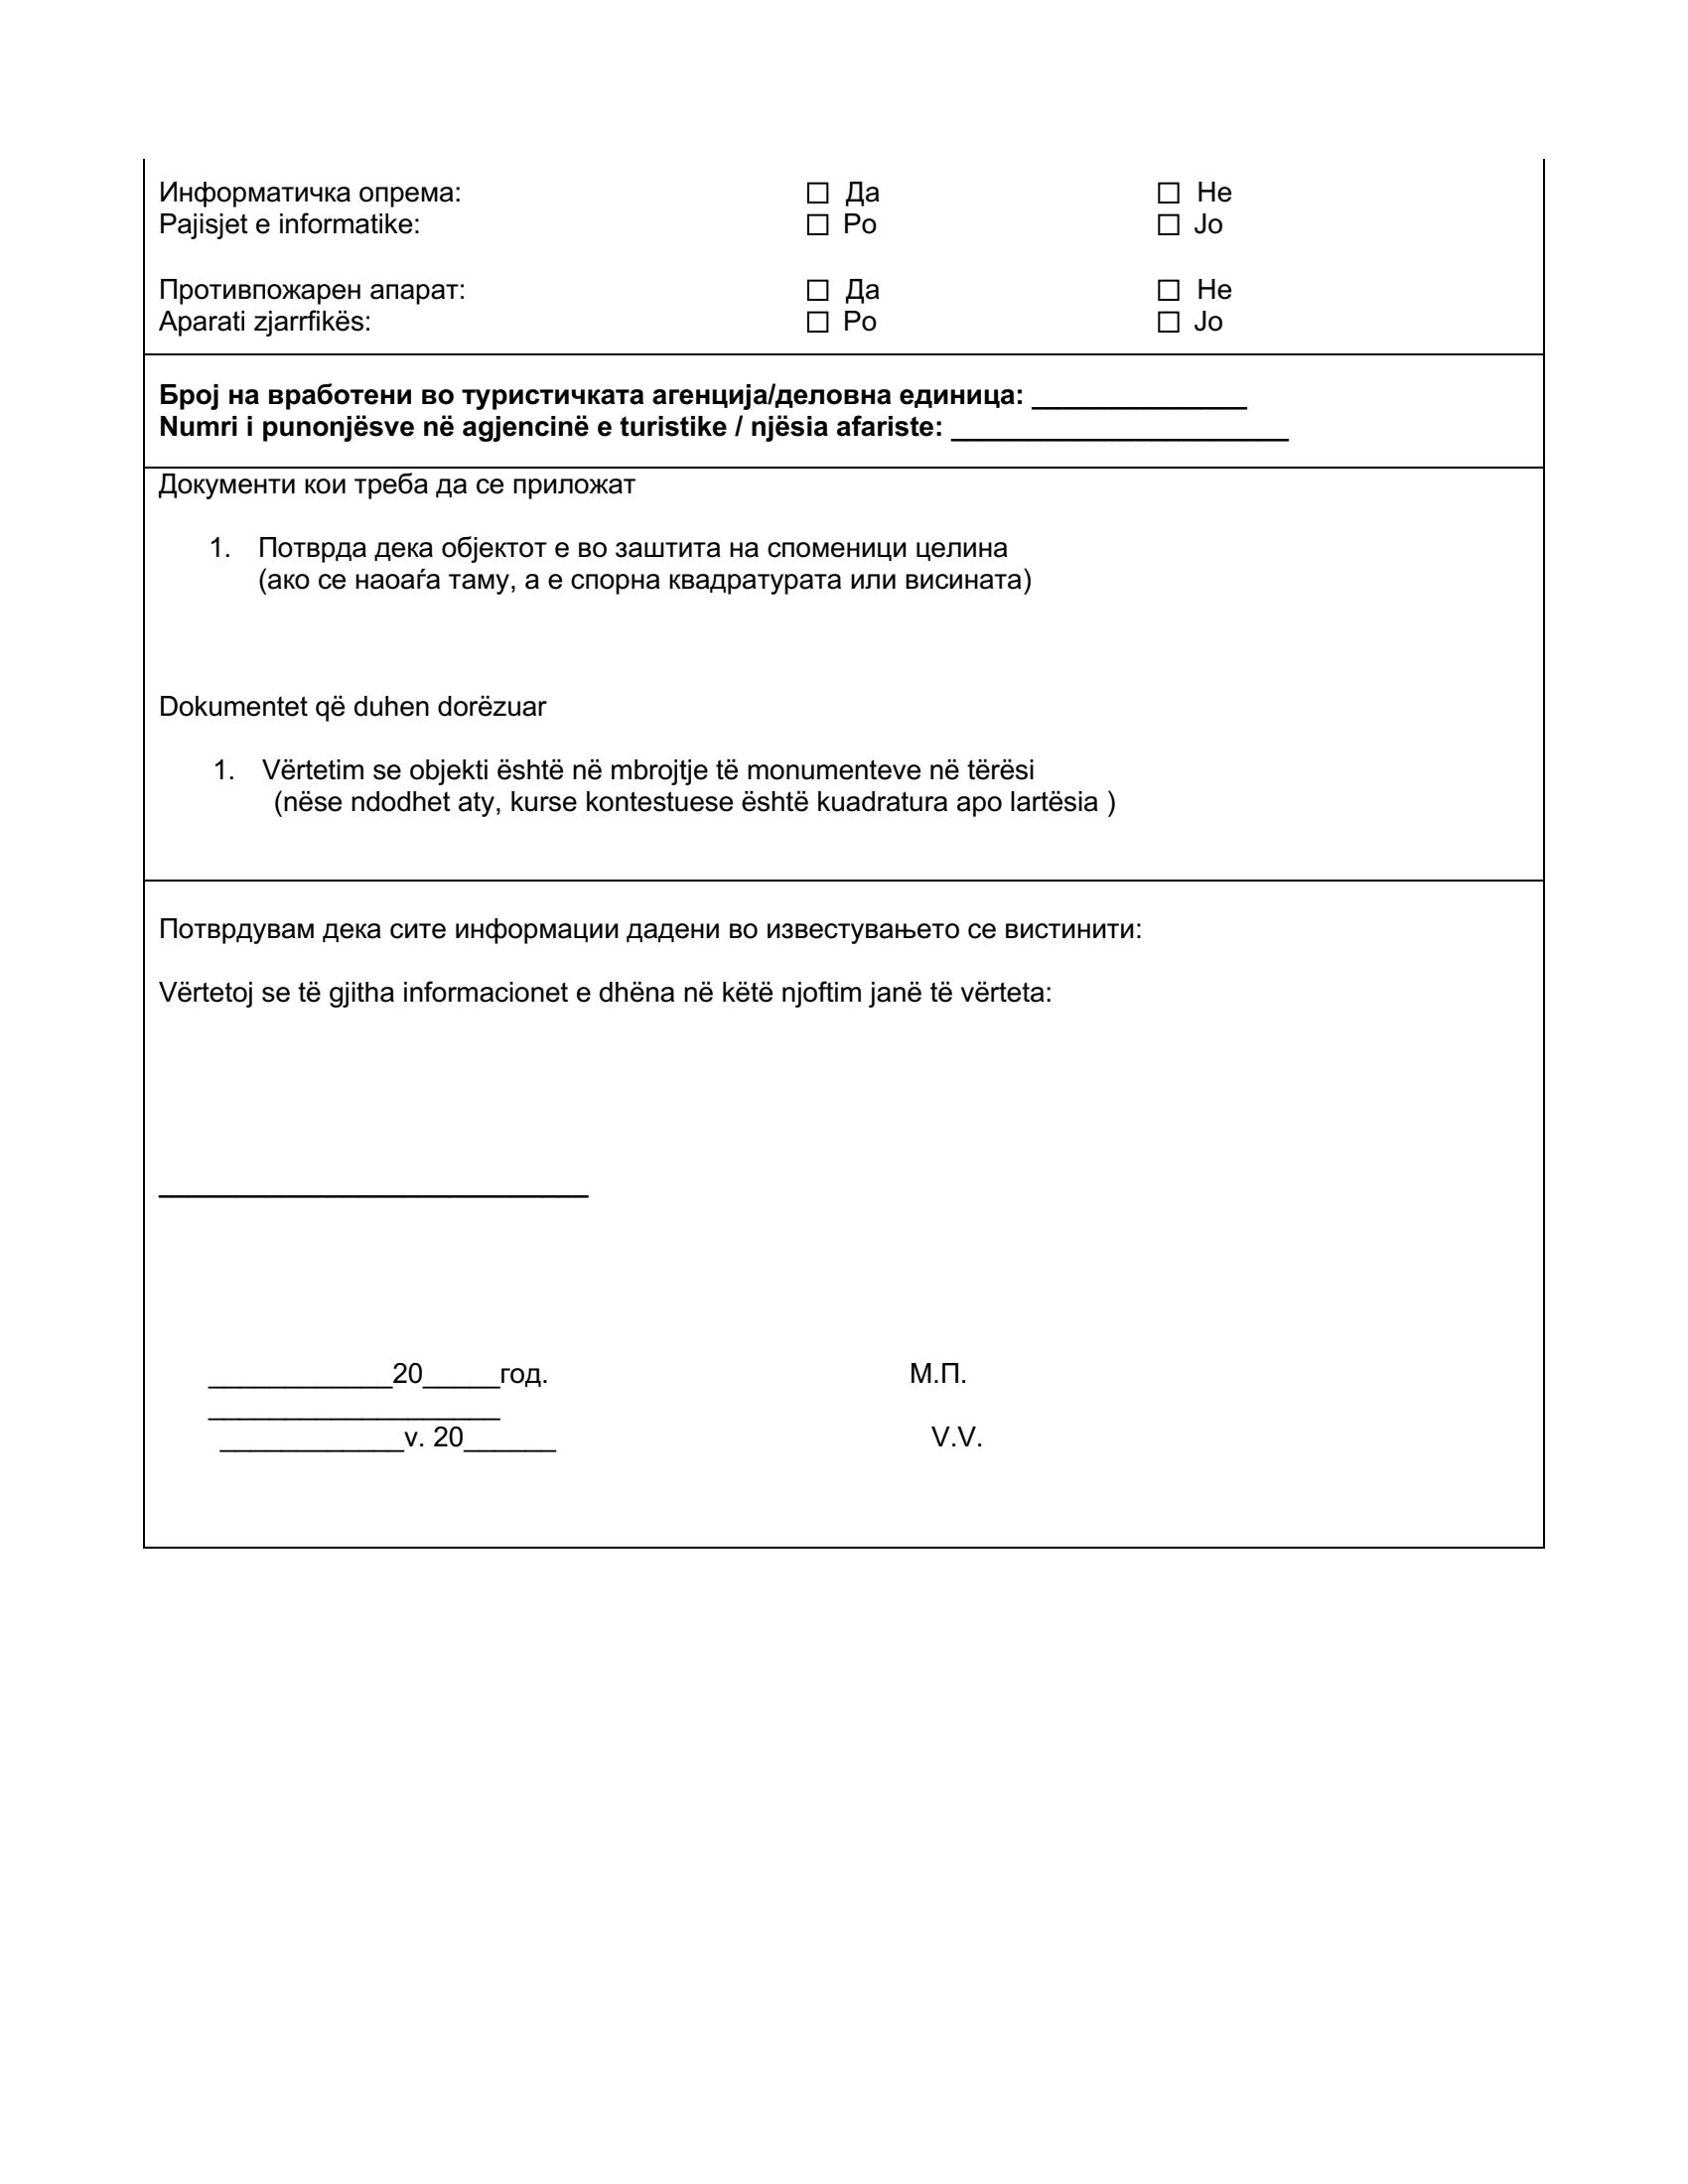 Информатичка опрема: ☐ Да ☐ Не
Pajisjet e informatike: ☐ Po ☐ Jo
Противпожарен апарат: ☐ Да ☐ Не
Aparati zjarrfikës: ☐ Po ☐ Jo
Број на вработени во туристичката агенција/деловна единица: ______________
Numri i punonjësve në agjencinë e turistike / njësia afariste: ______________________
Документи кои треба да се приложат
1. Потврда дека објектот е во заштита на споменици целина
(ако се наоаѓа таму, а е спорна квадратурата или висината)
Dokumentet që duhen dorëzuar
1. Vërtetim se objekti është në mbrojtje të monumenteve në tërësi
(nëse ndodhet aty, kurse kontestuese është kuadratura apo lartësia )
Потврдувам дека сите информации дадени во известувањето се вистинити:
Vërtetoj se të gjitha informacionet e dhëna në këtë njoftim janë të vërteta:
____________________________
____________20_____год. М.П.
___________________
____________v. 20______ V.V.